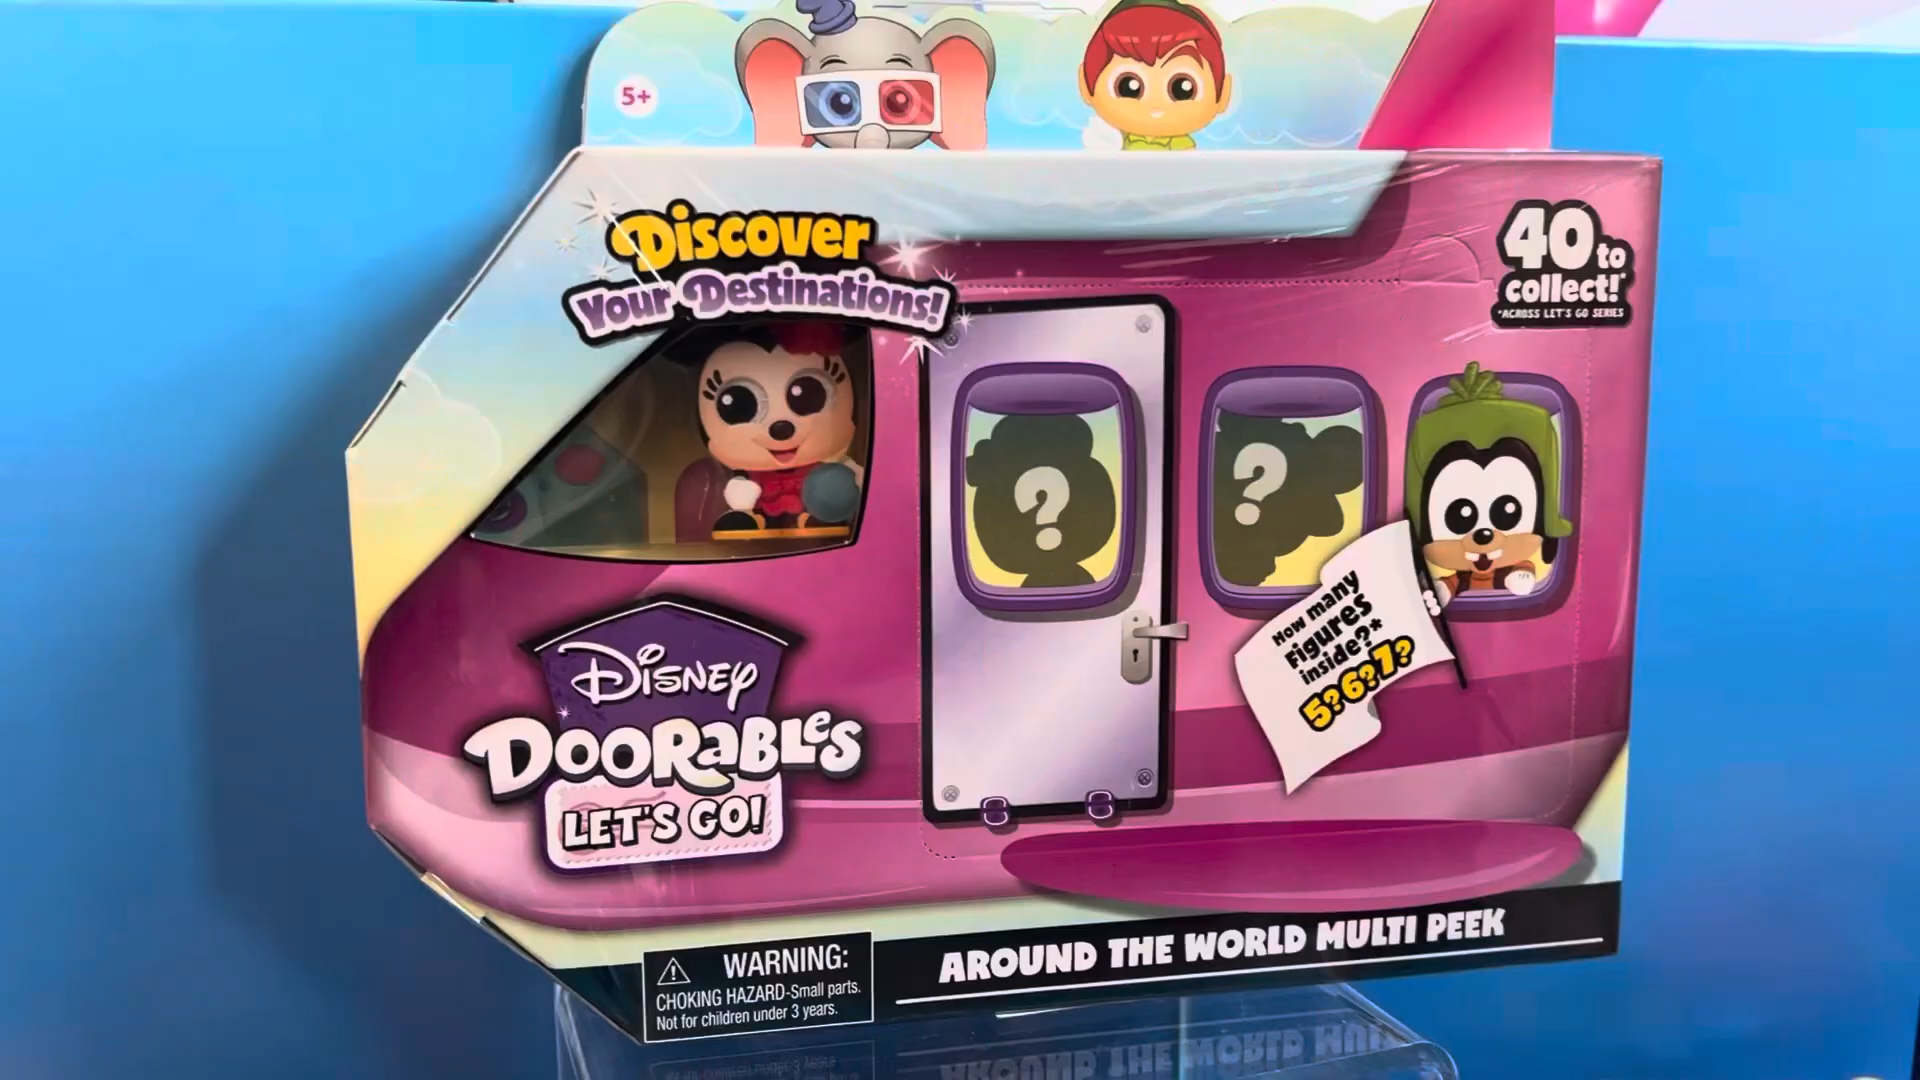 5+
Discover
Your Destinations!
40 to
collect!*
*ACROSS LET'S GO SERIES
?
?
How many
Figures
inside?*
5?6?7?
Disney
DOORABLES
LET'S GO!
AROUND THE WORLD MULTI PEEK
WARNING:
CHOKING HAZARD-Small parts.
Not for children under 3 years.